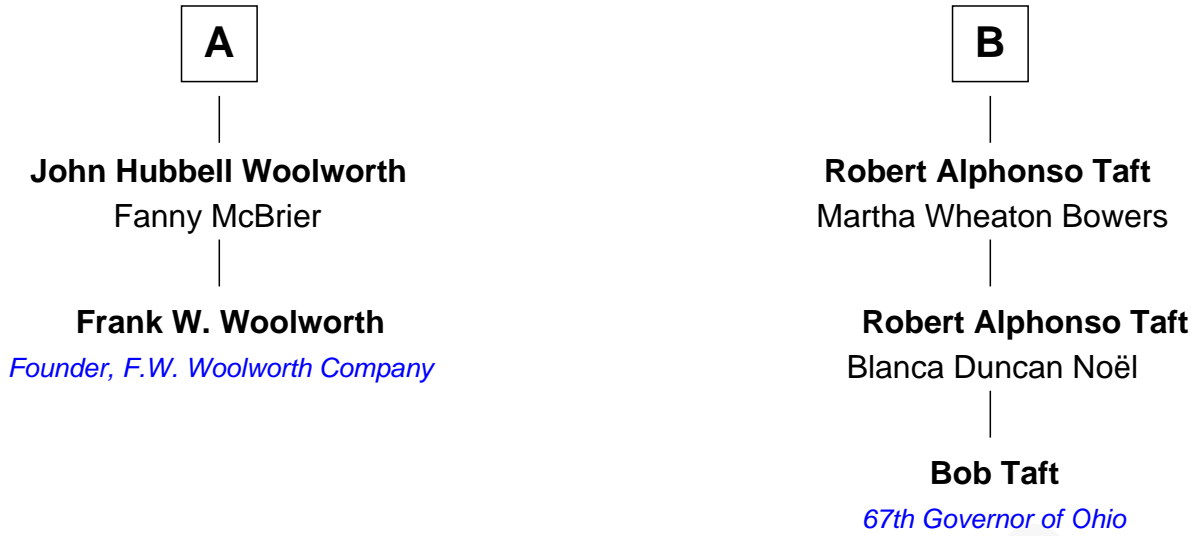 A
John Hubbell Woolworth
Fanny McBrier
Frank W. Woolworth
Founder, F.W. Woolworth Company
B
Robert Alphonso Taft
Martha Wheaton Bowers
Robert Alphonso Taft
Blanca Duncan Noël
Bob Taft
67th Governor of Ohio